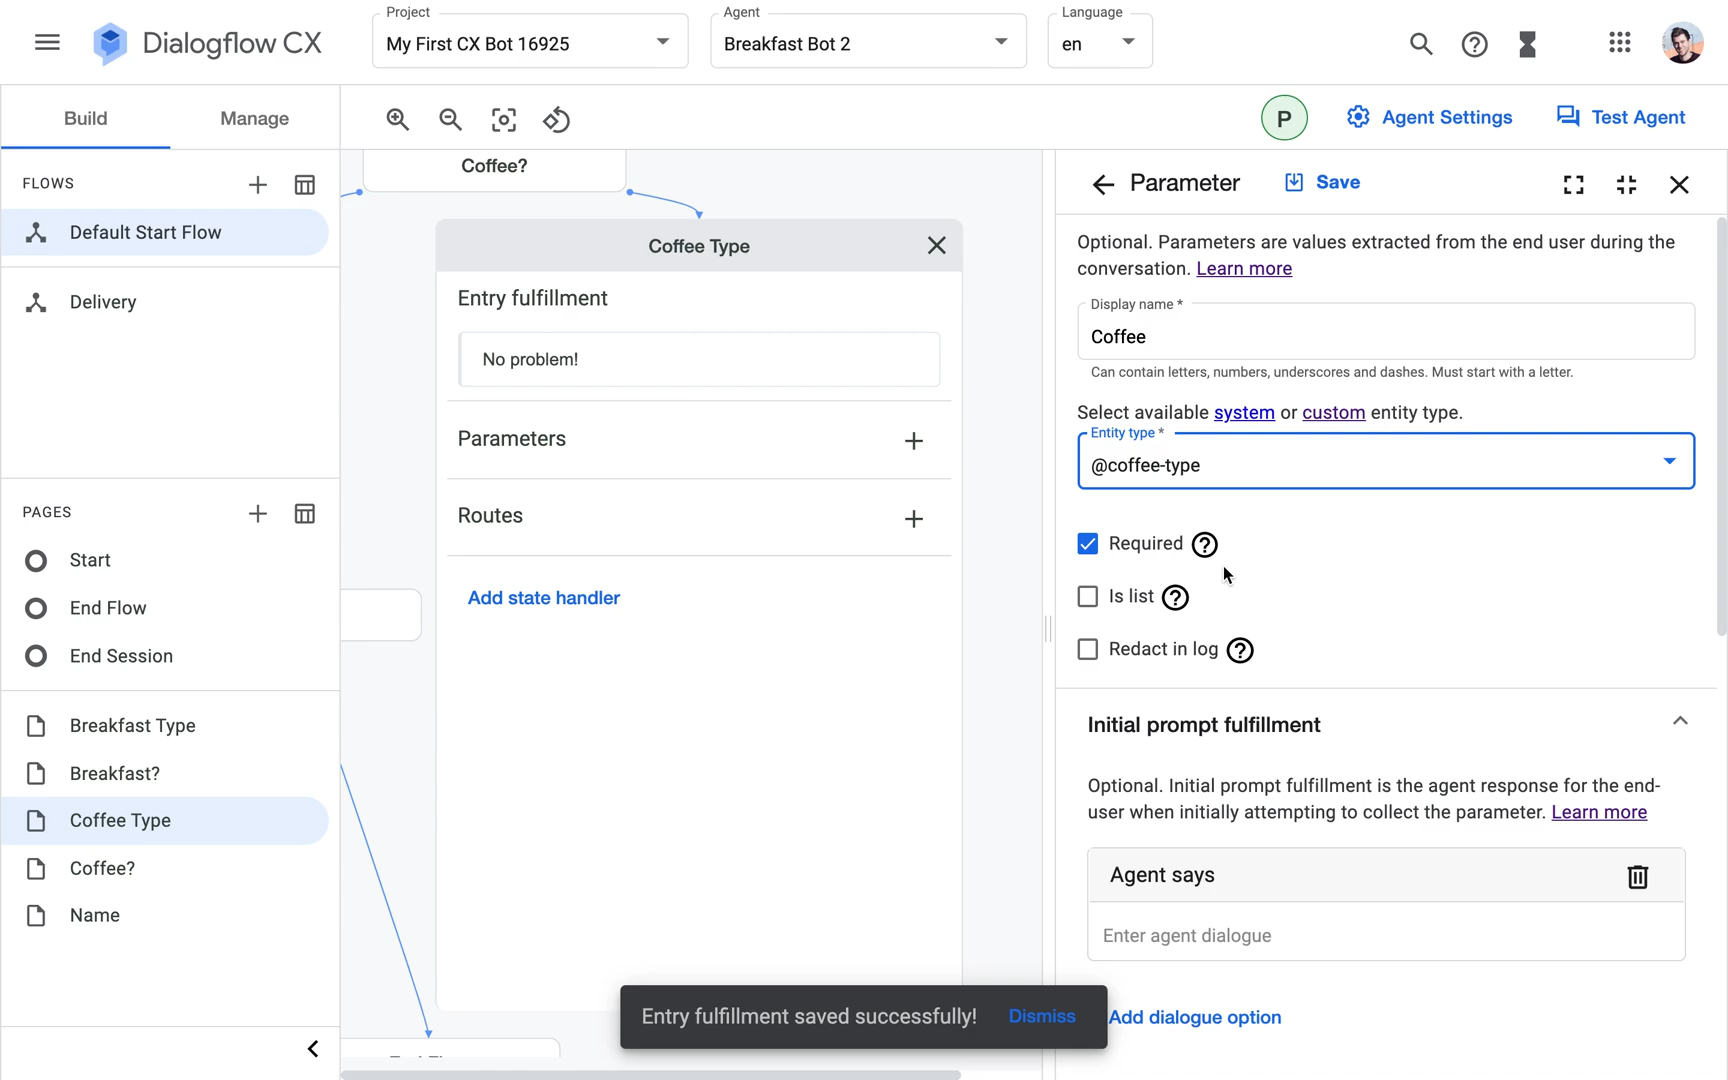 Project
Agent
Language
Dialogflow CX
My First CX Bot 16925
Breakfast Bot 2
en
Build
Manage
P
Agent Settings
Test Agent
FLOWS
Default Start Flow
Delivery
PAGES
Start
End Flow
End Session
Breakfast Type
Breakfast?
Coffee Type
Coffee?
Name
Coffee?
Coffee Type
Entry fulfillment
No problem!
Parameters
Routes
Add state handler
Parameter
Save
Optional. Parameters are values extracted from the end user during the
conversation. Learn more
Display name *
Coffee
Can contain letters, numbers, underscores and dashes. Must start with a letter.
Select available system or custom entity type.
Entity type *
@coffee-type
Required
Is list
Redact in log
Initial prompt fulfillment
Optional. Initial prompt fulfillment is the agent response for the end-
user when initially attempting to collect the parameter. Learn more
Agent says
Enter agent dialogue
Add dialogue option
Entry fulfillment saved successfully!
Dismiss